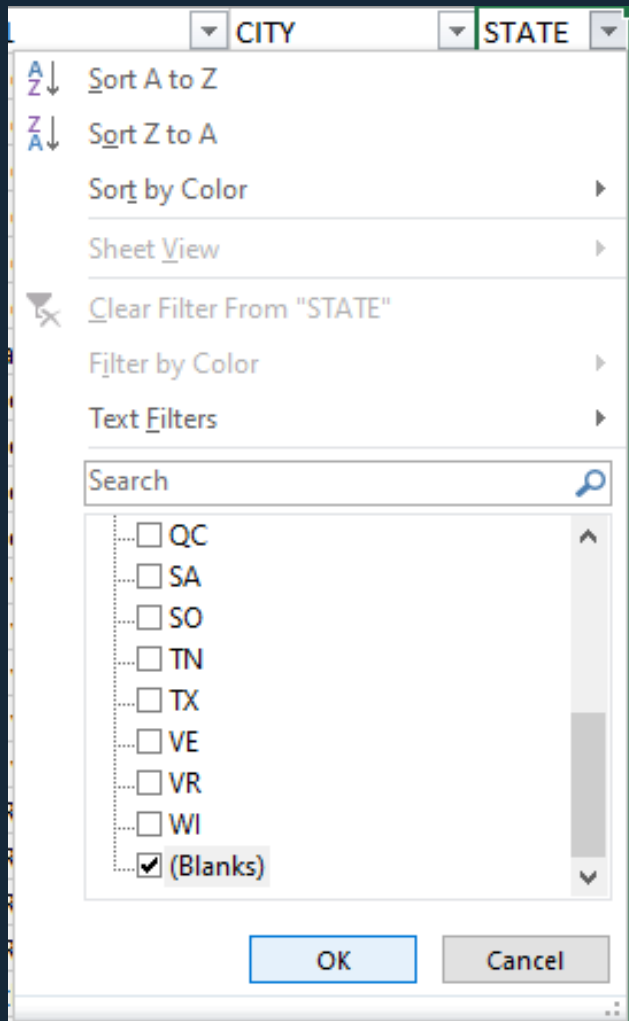 CITY STATE
Sort A to Z
Sort Z to A
Sort by Color
Sheet View
Clear Filter From "STATE"
Filter by Color
Text Filters
Search
QC
SA
SO
TN
TX
VE
VR
WI
(Blanks)
OK Cancel